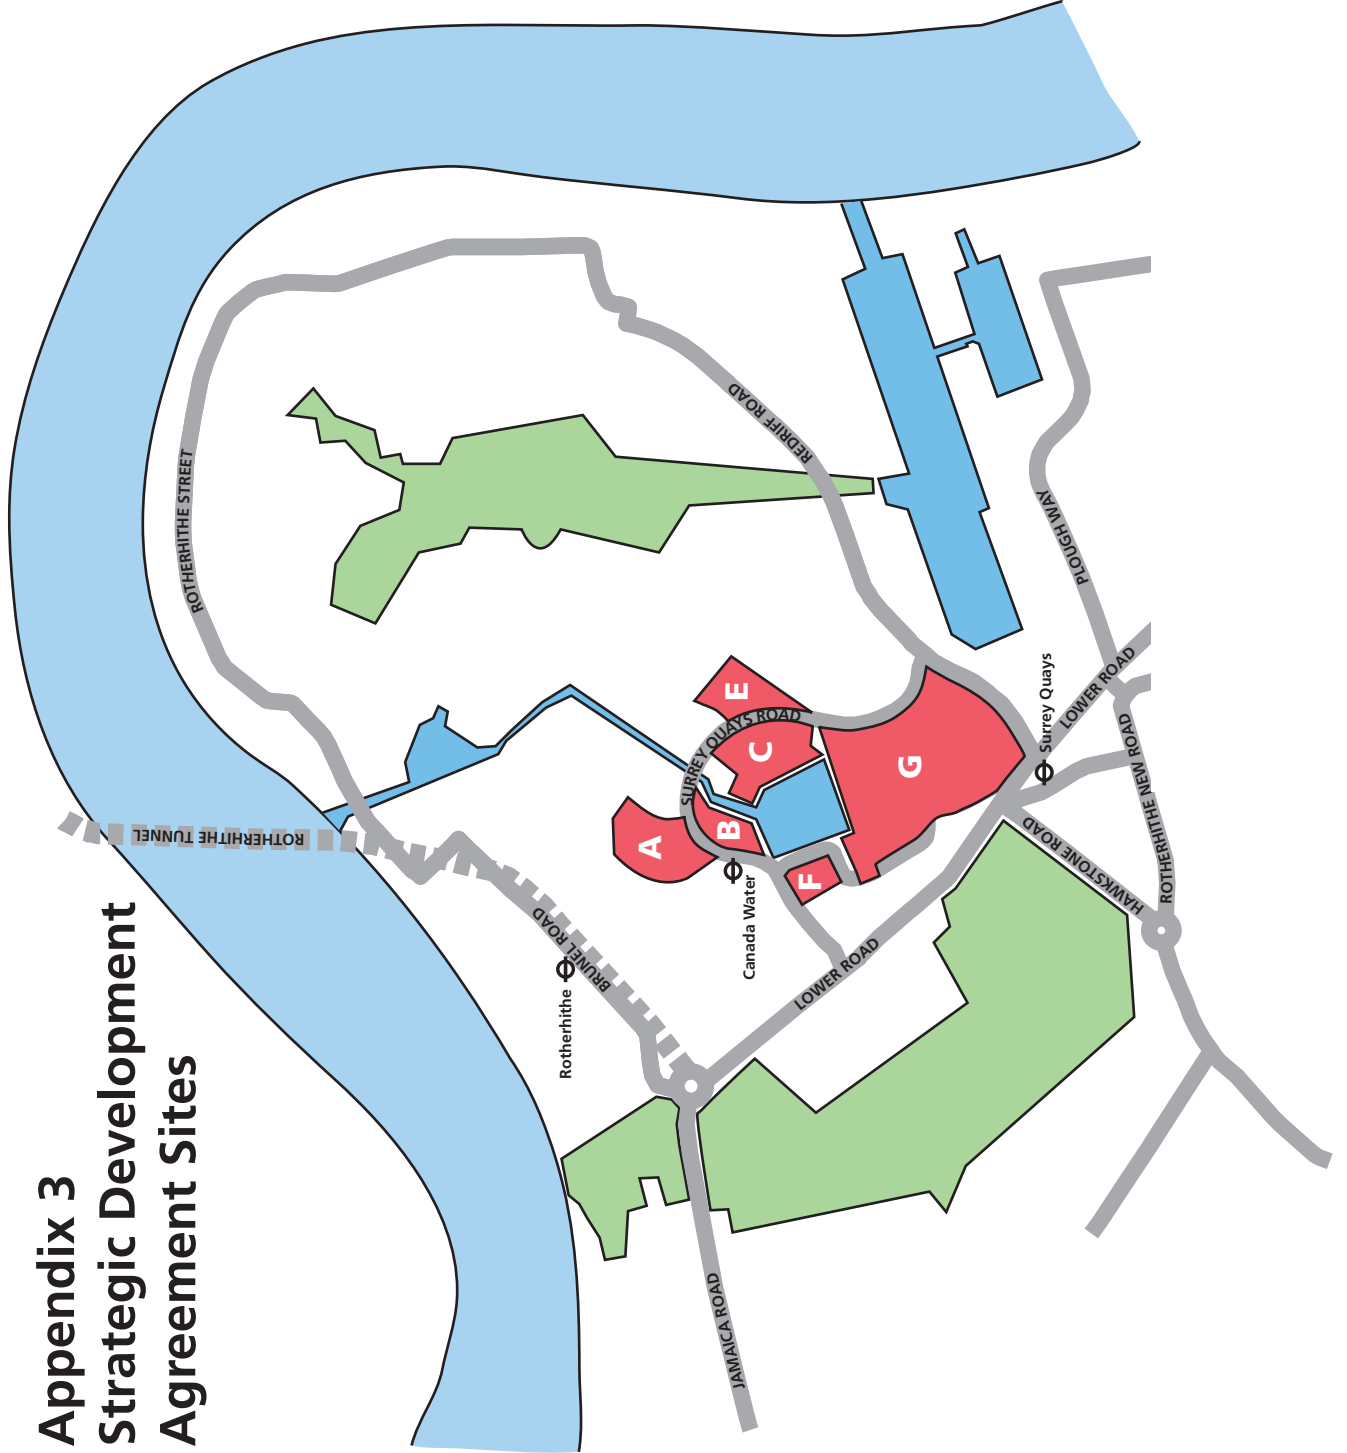 Appendix 3
Strategic Development
Agreement Sites
ROTHERHITHE TUNNEL
ROTHERHITHE STREET
BRUNEL ROAD
Rotherhithe
JAMAICA ROAD
REDRIFF ROAD
SURREY QUAYS ROAD
A
B
C
E
F
G
Canada Water
LOWER ROAD
Surrey Quays
LOWER ROAD
PLOUGH WAY
HAWKSTONE ROAD
ROTHERHITHE NEW ROAD